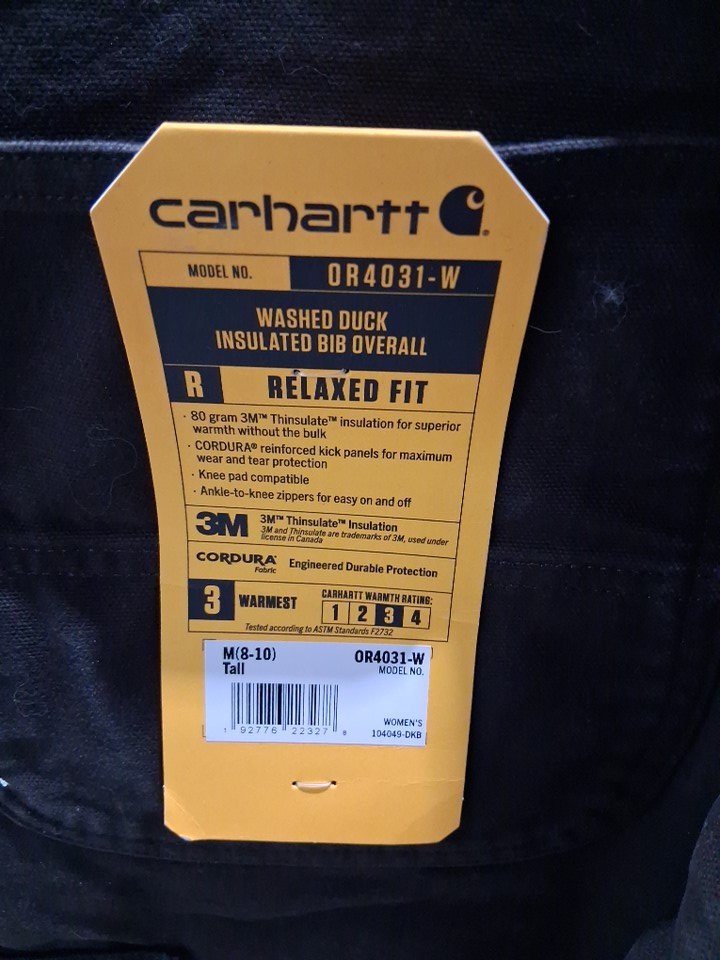 carhartt
MODEL NO. OR4031-W
WASHED DUCK
INSULATED BIB OVERALL
R RELAXED FIT
· 80 gram 3M™ Thinsulate™ insulation for superior
warmth without the bulk
· CORDURA® reinforced kick panels for maximum
wear and tear protection
· Knee pad compatible
· Ankle-to-knee zippers for easy on and off
3M 3M™ Thinsulate™ Insulation
3M and Thinsulate are trademarks of 3M, used under
license in Canada
CORDURA® Fabric Engineered Durable Protection
3 WARMEST
CARHARTT WARMTH RATING:
1 2 3 4
Tested according to ASTM Standards F2732
M(8-10) OR4031-W
Tall MODEL NO.
WOMEN'S
1 92776 22327 8 104049-DKB